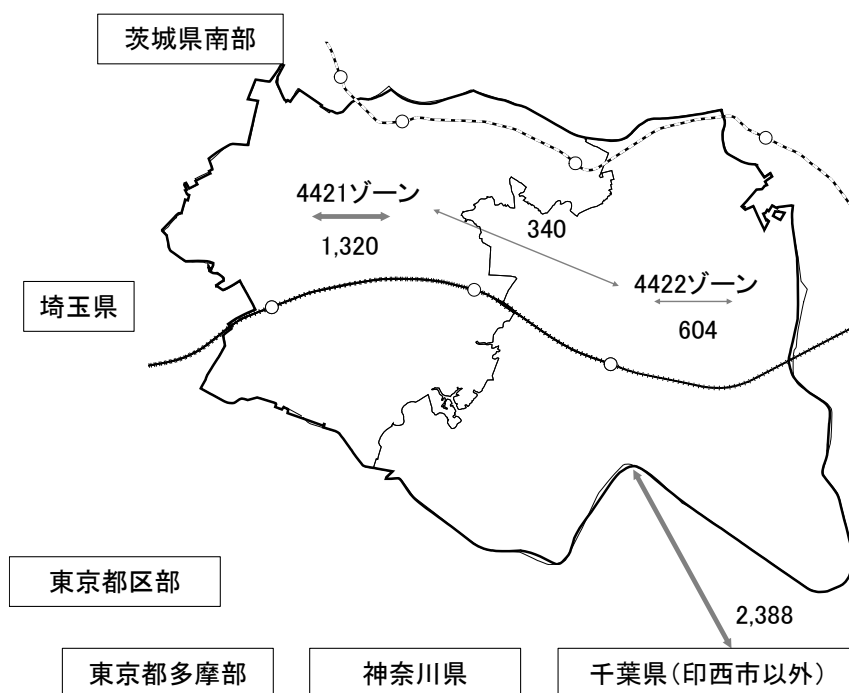 茨城県南部
4421ゾーン
1,320
340
4422ゾーン
604
埼玉県
東京都区部
2,388
東京都多摩部
神奈川県
千葉県(印西市以外)